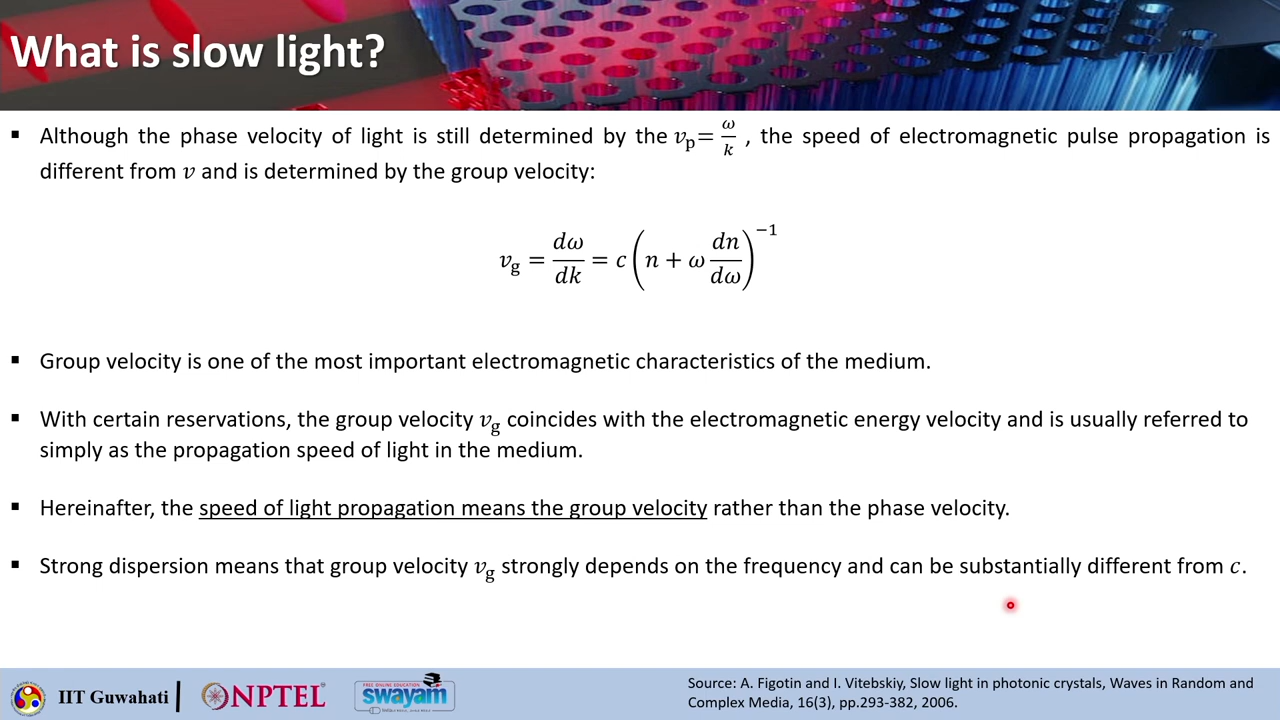 What is slow light?
▪ Although the phase velocity of light is still determined by the v_p = ω/k , the speed of electromagnetic pulse propagation is
different from v and is determined by the group velocity:
v_g = dω/dk = c (n + ω dn/dω)^−1
▪ Group velocity is one of the most important electromagnetic characteristics of the medium.
▪ With certain reservations, the group velocity v_g coincides with the electromagnetic energy velocity and is usually referred to
simply as the propagation speed of light in the medium.
▪ Hereinafter, the speed of light propagation means the group velocity rather than the phase velocity.
▪ Strong dispersion means that group velocity v_g strongly depends on the frequency and can be substantially different from c.
IIT Guwahati
NPTEL
FREE ONLINE EDUCATION
swayam
Source: A. Figotin and I. Vitebskiy, Slow light in photonic crystals. Waves in Random and
Complex Media, 16(3), pp.293-382, 2006.